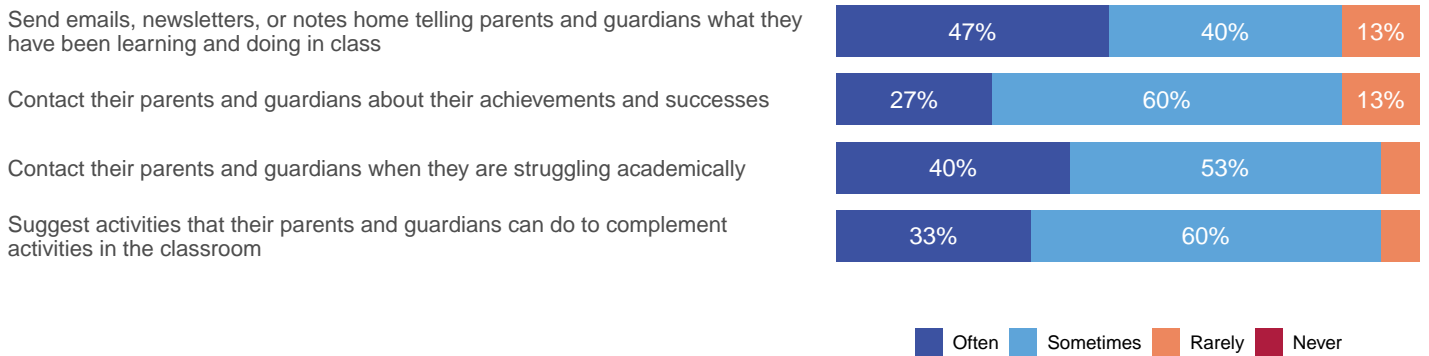 Send emails, newsletters, or notes home telling parents and guardians what they
have been learning and doing in class
47% 40% 13%
Contact their parents and guardians about their achievements and successes
27% 60% 13%
Contact their parents and guardians when they are struggling academically
40% 53%
Suggest activities that their parents and guardians can do to complement
activities in the classroom
33% 60%
Often Sometimes Rarely Never